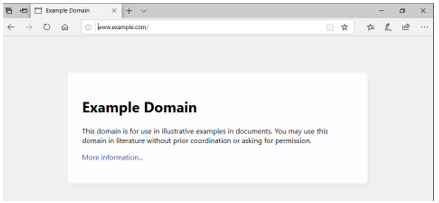 Example Domain
www.example.com/
Example Domain
This domain is for use in illustrative examples in documents. You may use this
domain in literature without prior coordination or asking for permission.
More information...